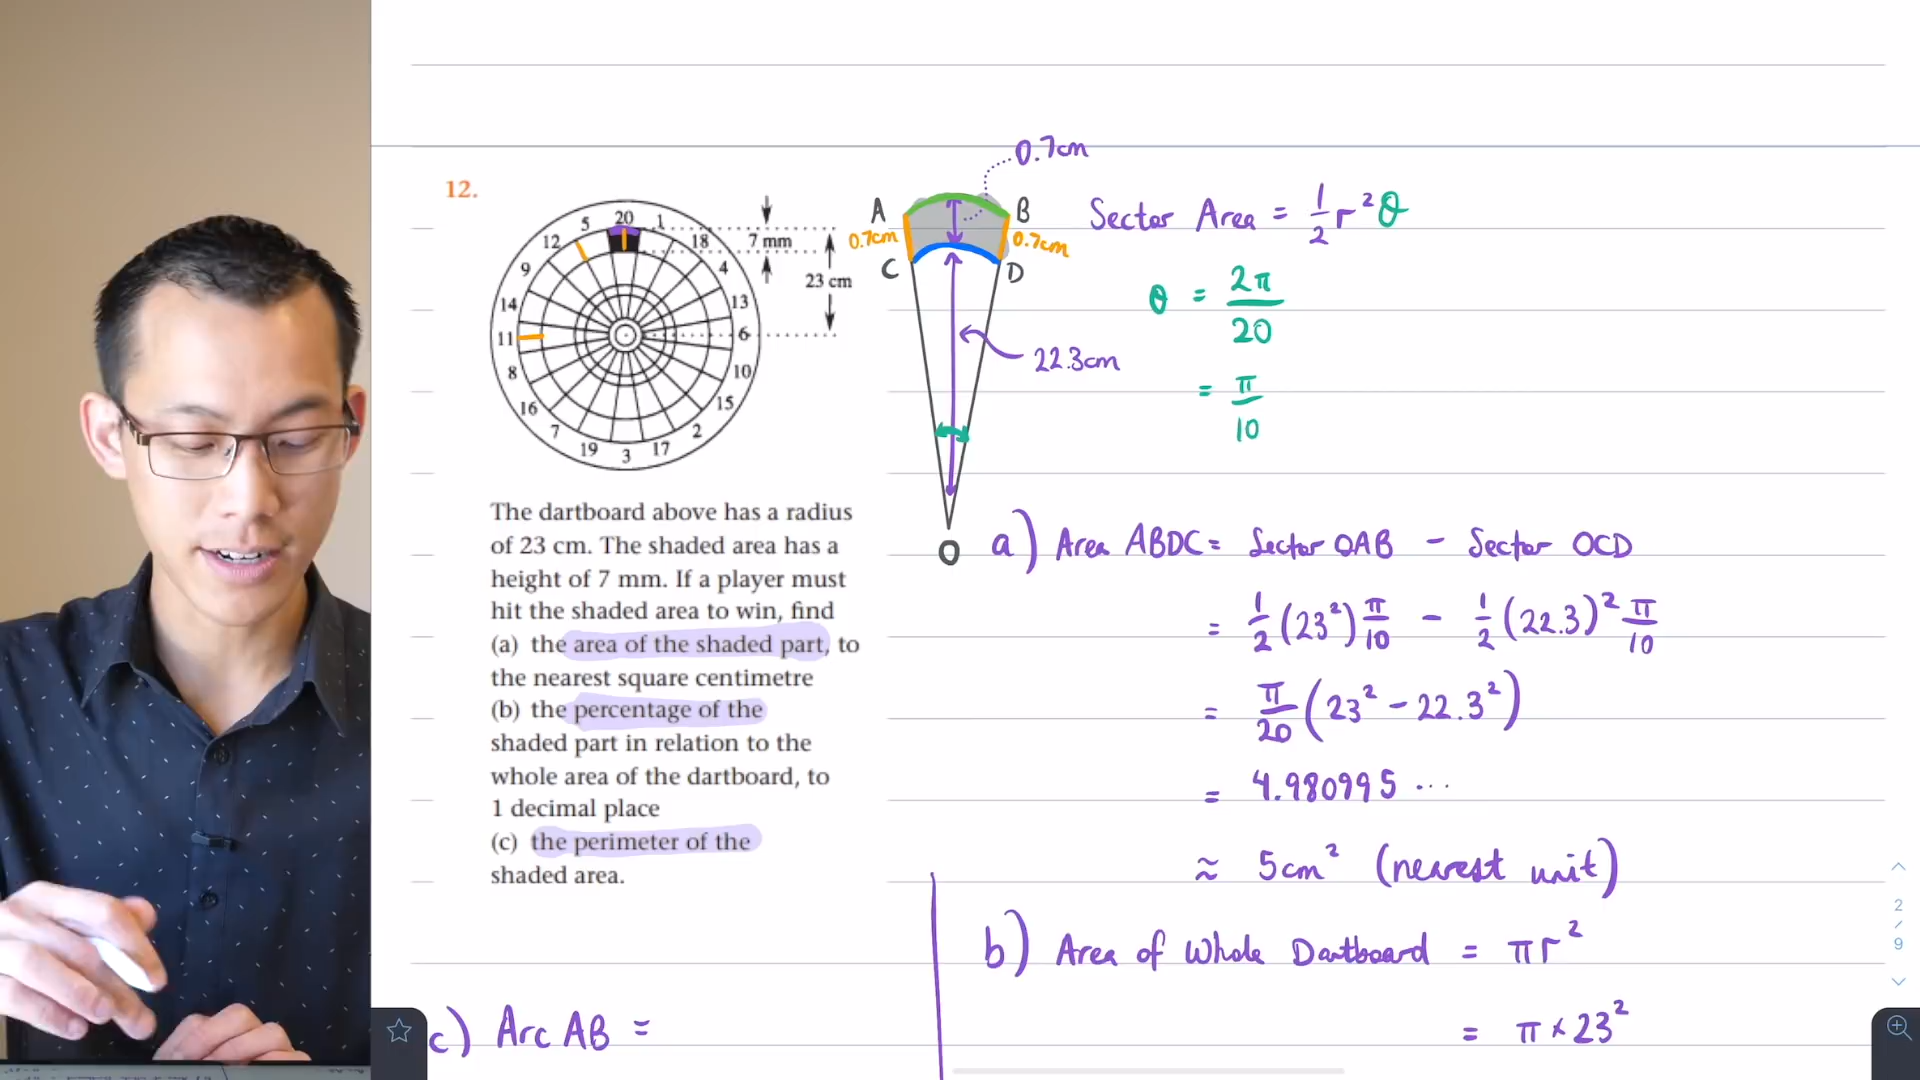 12.
20
1
18
4
13
6
10
15
2
17
3
19
7
16
8
11
14
9
12
5
7 mm
23 cm
The dartboard above has a radius
of 23 cm. The shaded area has a
height of 7 mm. If a player must
hit the shaded area to win, find
(a) the area of the shaded part, to
the nearest square centimetre
(b) the percentage of the
shaded part in relation to the
whole area of the dartboard, to
1 decimal place
(c) the perimeter of the
shaded area.
0.7cm
A
B
0.7cm
0.7cm
C
D
22.3cm
O
Sector Area = 1/2 r²θ
θ = 2π/20
= π/10
a) Area ABDC = Sector OAB - Sector OCD
= 1/2 (23²) π/10 - 1/2 (22.3)² π/10
= π/20 (23² - 22.3²)
= 4.980995 ...
≈ 5cm² (nearest unit)
b) Area of Whole Dartboard = πr²
= π × 23²
c) Arc AB =
2
/
9